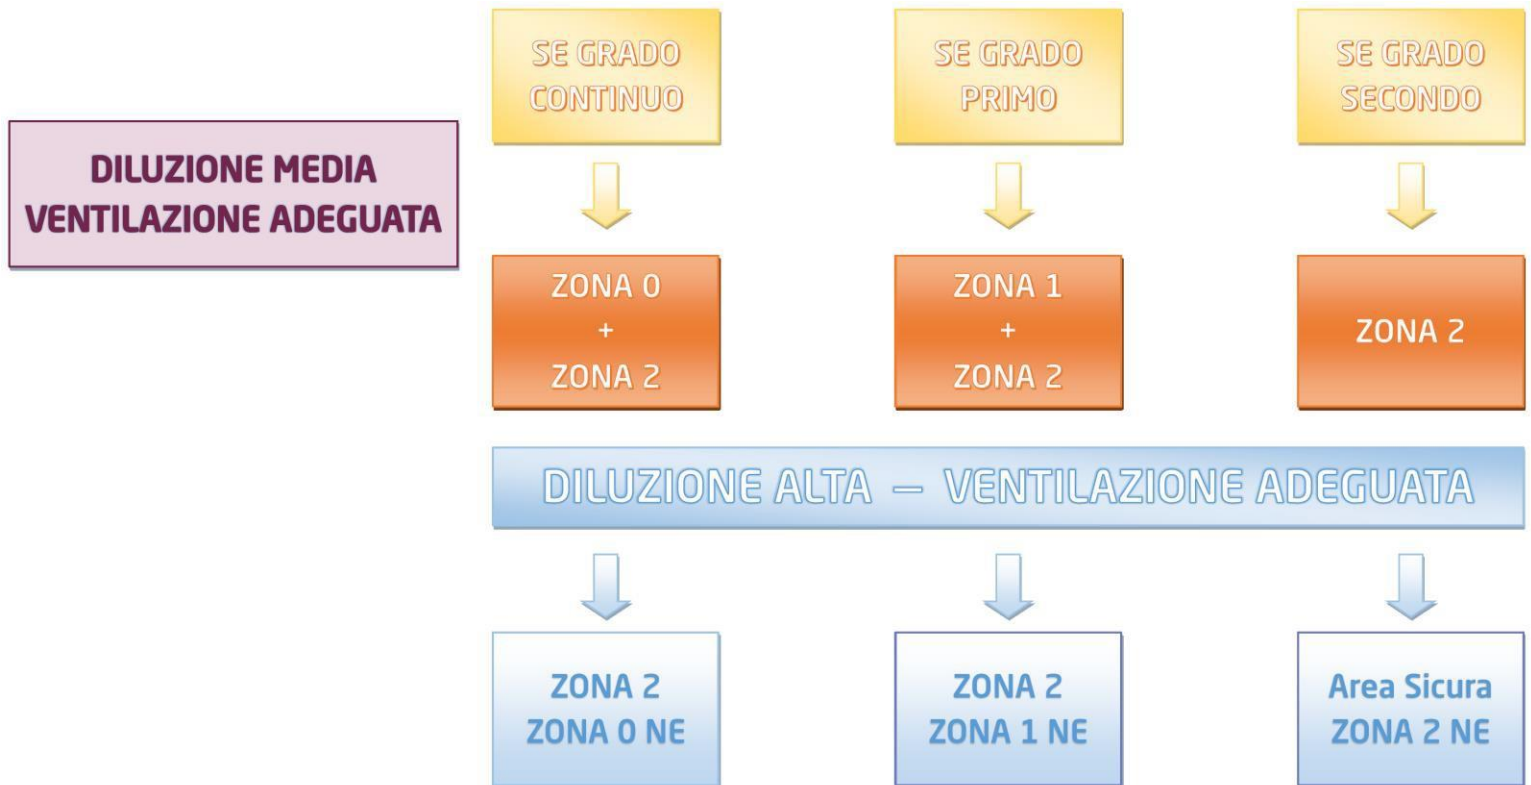 SE GRADO
CONTINUO
SE GRADO
PRIMO
SE GRADO
SECONDO
DILUZIONE MEDIA
VENTILAZIONE ADEGUATA
ZONA 0
+
ZONA 2
ZONA 1
+
ZONA 2
ZONA 2
DILUZIONE ALTA – VENTILAZIONE ADEGUATA
ZONA 2
ZONA 0 NE
ZONA 2
ZONA 1 NE
Area Sicura
ZONA 2 NE